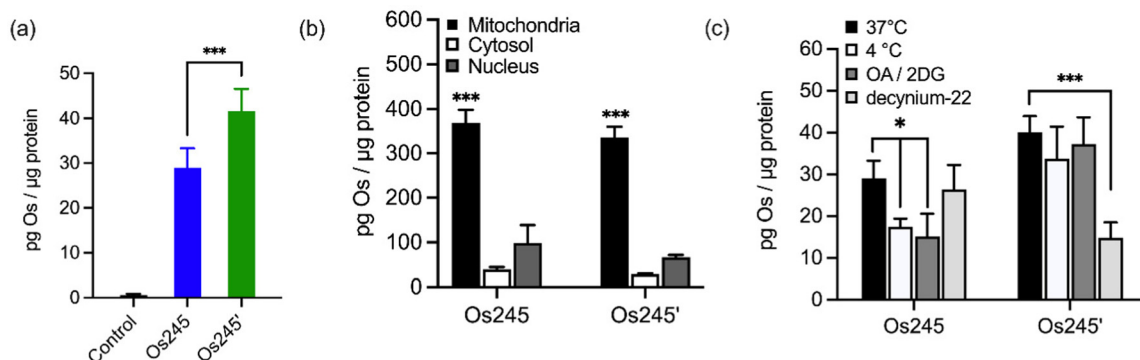 (a)
pg Os / µg protein
50
40
30
20
10
0
***
Control
Os245
Os245'
(b)
pg Os / µg protein
600
500
400
300
200
100
0
Mitochondria
Cytosol
Nucleus
***
***
Os245
Os245'
(c)
pg Os / µg protein
60
50
40
30
20
10
0
37°C
4 °C
OA / 2DG
decynium-22
*
***
Os245
Os245'